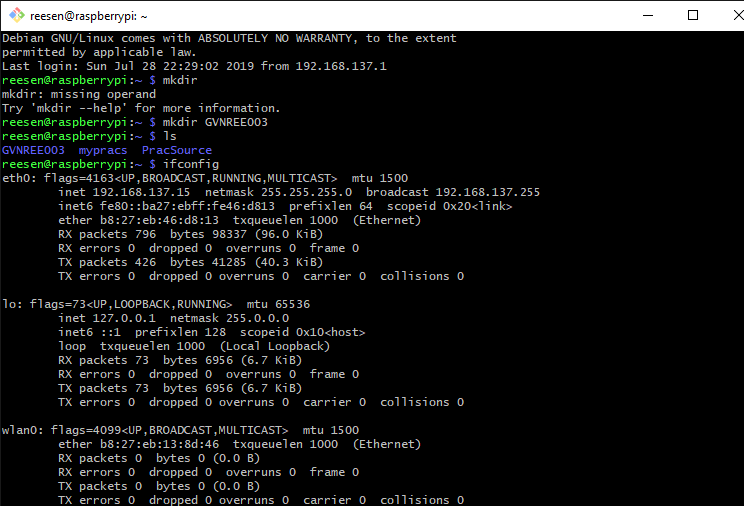 reesen@raspberrypi: ~
Debian GNU/Linux comes with ABSOLUTELY NO WARRANTY, to the extent
permitted by applicable law.
Last login: Sun Jul 28 22:29:02 2019 from 192.168.137.1
reesen@raspberrypi:~ $ mkdir
mkdir: missing operand
Try 'mkdir --help' for more information.
reesen@raspberrypi:~ $ mkdir GVNREE003
reesen@raspberrypi:~ $ ls
GVNREE003  mypracs  PracSource
reesen@raspberrypi:~ $ ifconfig
eth0: flags=4163<UP,BROADCAST,RUNNING,MULTICAST>  mtu 1500
        inet 192.168.137.15  netmask 255.255.255.0  broadcast 192.168.137.255
        inet6 fe80::ba27:ebff:fe46:d813  prefixlen 64  scopeid 0x20<link>
        ether b8:27:eb:46:d8:13  txqueuelen 1000  (Ethernet)
        RX packets 796  bytes 98337 (96.0 KiB)
        RX errors 0  dropped 0  overruns 0  frame 0
        TX packets 426  bytes 41285 (40.3 KiB)
        TX errors 0  dropped 0 overruns 0  carrier 0  collisions 0

lo: flags=73<UP,LOOPBACK,RUNNING>  mtu 65536
        inet 127.0.0.1  netmask 255.0.0.0
        inet6 ::1  prefixlen 128  scopeid 0x10<host>
        loop  txqueuelen 1000  (Local Loopback)
        RX packets 73  bytes 6956 (6.7 KiB)
        RX errors 0  dropped 0  overruns 0  frame 0
        TX packets 73  bytes 6956 (6.7 KiB)
        TX errors 0  dropped 0 overruns 0  carrier 0  collisions 0

wlan0: flags=4099<UP,BROADCAST,MULTICAST>  mtu 1500
        ether b8:27:eb:13:8d:46  txqueuelen 1000  (Ethernet)
        RX packets 0  bytes 0 (0.0 B)
        RX errors 0  dropped 0  overruns 0  frame 0
        TX packets 0  bytes 0 (0.0 B)
        TX errors 0  dropped 0 overruns 0  carrier 0  collisions 0